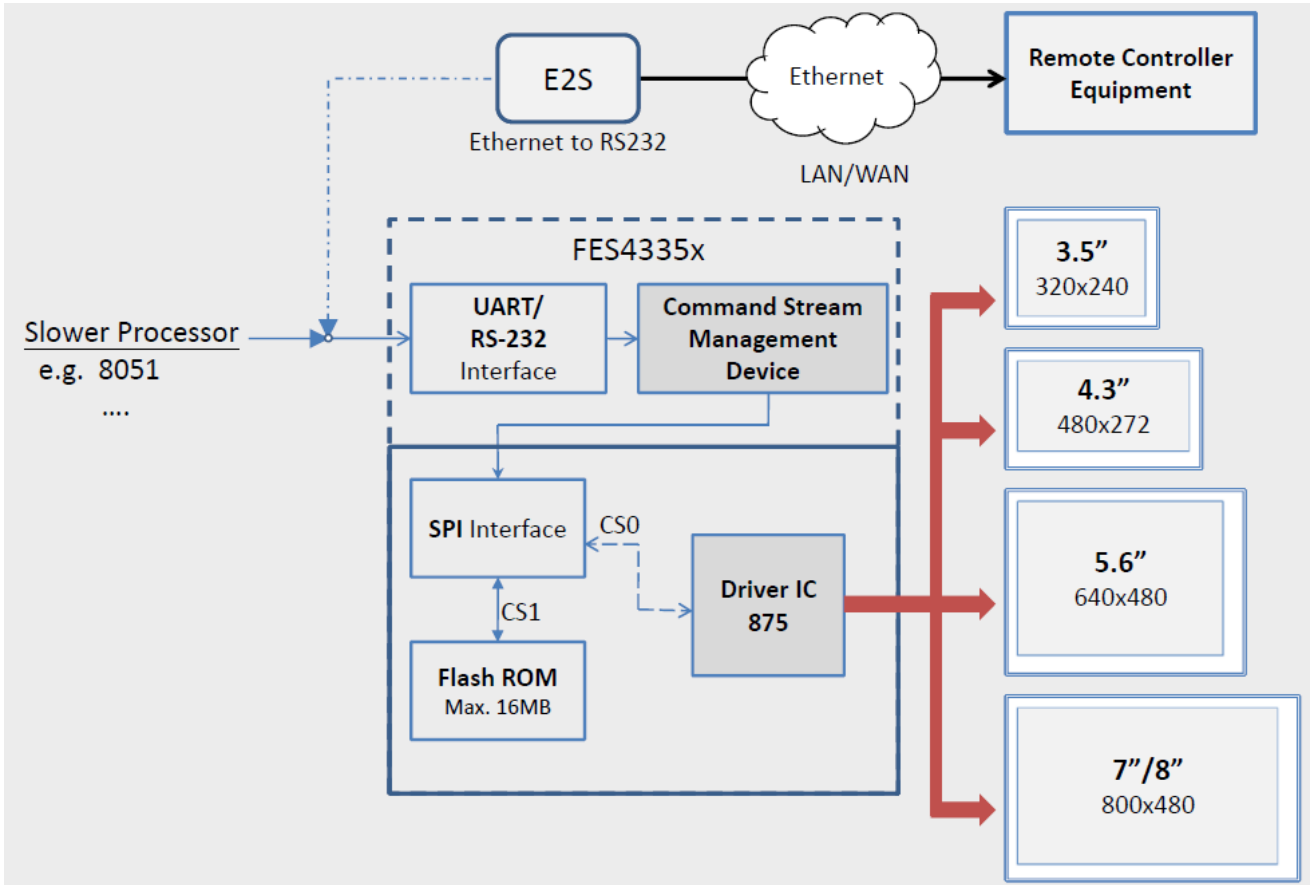 E2S
Ethernet to RS232
Ethernet
LAN/WAN
Remote Controller
Equipment
FES4335x
Slower Processor
e.g. 8051
....
UART/
RS-232
Interface
Command Stream
Management
Device
SPI Interface
CS0
CS1
Flash ROM
Max. 16MB
Driver IC
875
3.5”
320x240
4.3”
480x272
5.6”
640x480
7”/8”
800x480